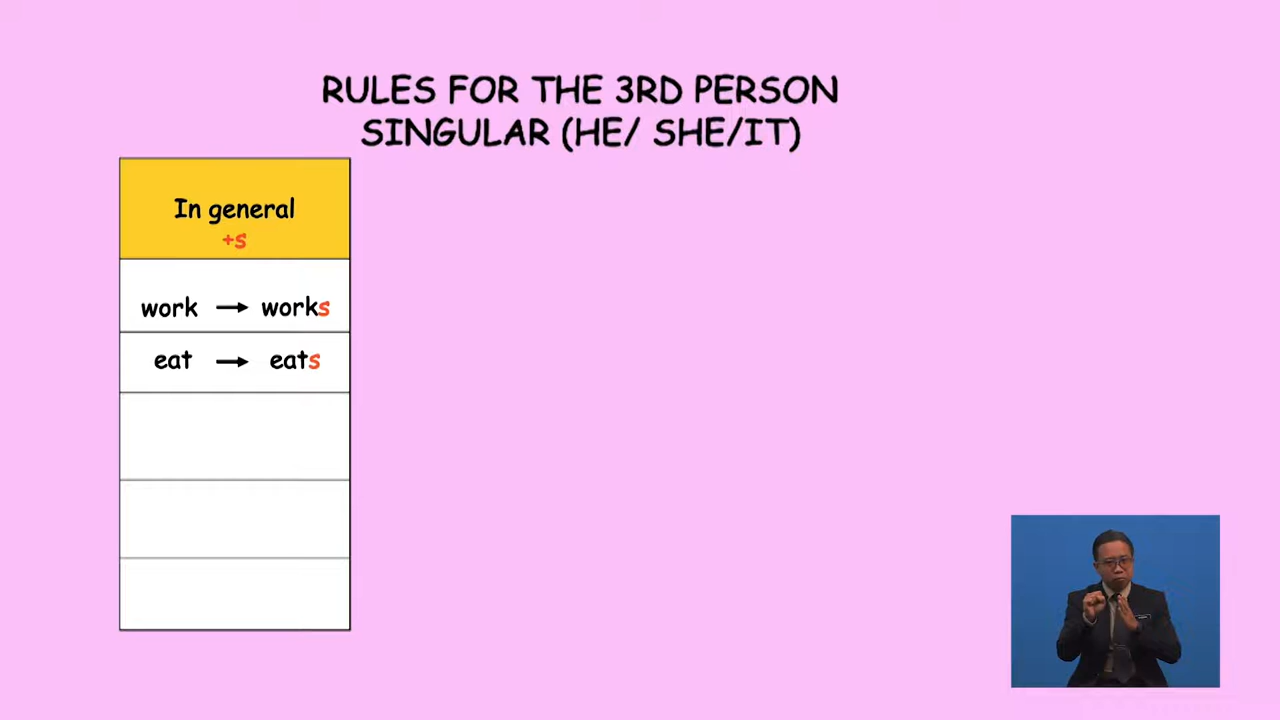 RULES FOR THE 3RD PERSON
SINGULAR (HE/ SHE/IT)
In general
+s
work → works
eat → eats